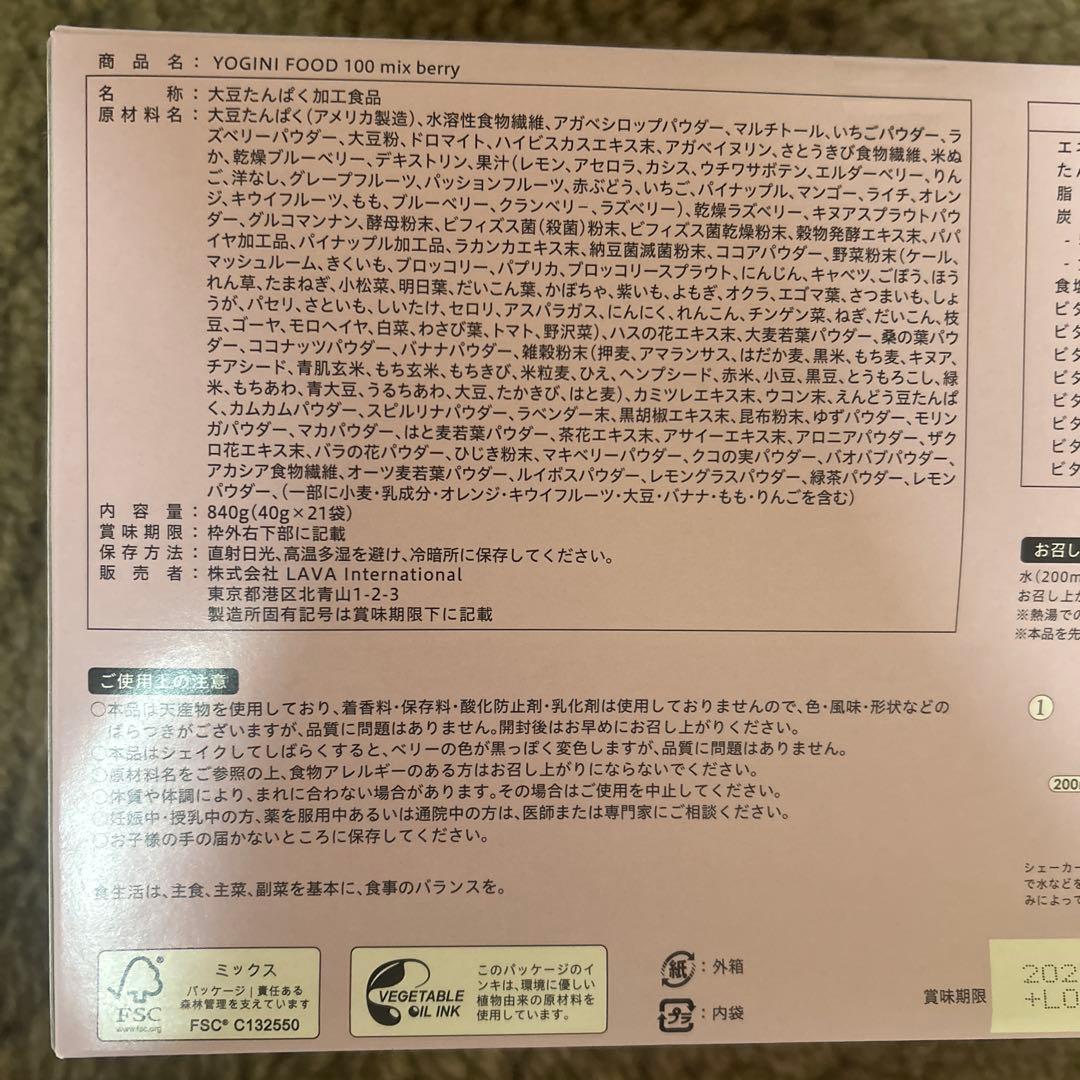 商品名： YOGINI FOOD 100 mix berry
名称：大豆たんぱく加工食品
原材料名：大豆たんぱく（アメリカ製造）、水溶性食物繊維、アガベシロップパウダー、マルチトール、いちごパウダー、ラ
ズベリーパウダー、大豆粉、ドロマイト、ハイビスカスエキス末、アガベイヌリン、さとうきび食物繊維、米ぬ
か、乾燥ブルーベリー、デキストリン、果汁（レモン、アセロラ、カシス、ウチワサボテン、エルダーベリー、りん
ご、洋なし、グレープフルーツ、パッションフルーツ、赤ぶどう、いちご、パイナップル、マンゴー、ライチ、オレン
ジ、キウイフルーツ、もも、ブルーベリー、クランベリー、ラズベリー）、乾燥ラズベリー、キヌアスプラウトパウ
ダー、グルコマンナン、酵母粉末、ビフィズス菌（殺菌）粉末、ビフィズス菌乾燥粉末、穀物発酵エキス末、パパ
イヤ加工品、パイナップル加工品、ラカンカエキス末、納豆菌滅菌粉末、ココアパウダー、野菜粉末（ケール、
マッシュルーム、きくいも、ブロッコリー、パプリカ、ブロッコリースプラウト、にんじん、キャベツ、ごぼう、ほう
れん草、たまねぎ、小松菜、明日葉、だいこん葉、かぼちゃ、紫いも、よもぎ、オクラ、エゴマ葉、さつまいも、しょ
うが、パセリ、さといも、しいたけ、セロリ、アスパラガス、にんにく、れんこん、チンゲン菜、ねぎ、だいこん、枝
豆、ゴーヤ、モロヘイヤ、白菜、わさび葉、トマト、野沢菜）、ハスの花エキス末、大麦若葉パウダー、桑の葉パウ
ダー、ココナッツパウダー、バナナパウダー、雑穀粉末（押麦、アマランサス、はだか麦、黒米、もち麦、キヌア、
チアシード、青肌玄米、もち玄米、もちきび、米粒麦、ひえ、ヘンプシード、赤米、小豆、黒豆、とうもろこし、緑
米、もちあわ、青大豆、うるちあわ、大豆、たかきび、はと麦）、カミツレエキス末、ウコン末、えんどう豆たんぱ
く、カムカムパウダー、スピルリナパウダー、ラベンダー末、黒胡椒エキス末、昆布粉末、ゆずパウダー、モリン
ガパウダー、マカパウダー、はと麦若葉パウダー、茶花エキス末、アサイーエキス末、アロニアパウダー、ザク
ロ花エキス末、バラの花パウダー、ひじき粉末、マキベリーパウダー、クコの実パウダー、バオバブパウダー、
アカシア食物繊維、オーツ麦若葉パウダー、ルイボスパウダー、レモングラスパウダー、緑茶パウダー、レモン
パウダー、（一部に小麦・乳成分・オレンジ・キウイフルーツ・大豆・バナナ・もも・りんごを含む）
内容量：840g（40g×21袋）
賞味期限：枠外右下部に記載
保存方法：直射日光、高温多湿を避け、冷暗所に保存してください。
販売者：株式会社 LAVA International
東京都港区北青山1-2-3
製造所固有記号は賞味期限下に記載
ご使用上の注意
○本品は天産物を使用しており、着香料・保存料・酸化防止剤・乳化剤は使用しておりませんので、色・風味・形状などの
ばらつきがございますが、品質に問題はありません。開封後はお早めにお召し上がりください。
○本品はシェイクしてしばらくすると、ベリーの色が黒っぽく変色しますが、品質に問題はありません。
○原材料名をご参照の上、食物アレルギーのある方はお召し上がりにならないでください。
○体質や体調により、まれに合わない場合があります。その場合はご使用を中止してください。
○妊娠中・授乳中の方、薬を服用中あるいは通院中の方は、医師または専門家にご相談ください。
○お子様の手の届かないところに保存してください。
食生活は、主食、主菜、副菜を基本に、食事のバランスを。
FSC
www.fsc.org
ミックス
パッケージ｜責任ある
森林管理を支えています
FSC® C132550
VEGETABLE
OIL INK
このパッケージのイ
ンキは、環境に優しい
植物由来の原材料を
使用しています。
紙：外箱
プラ：内袋
エネ
たん
脂
炭
-
-
食塩
ビタ
ビタ
ビタ
ビタ
ビタ
ビタ
ビタ
ビタ
お召し
水（200m
お召し上が
※熱湯での
※本品を先
1
200
シェーカー
で水などを
みによって
賞味期限
202
+LO